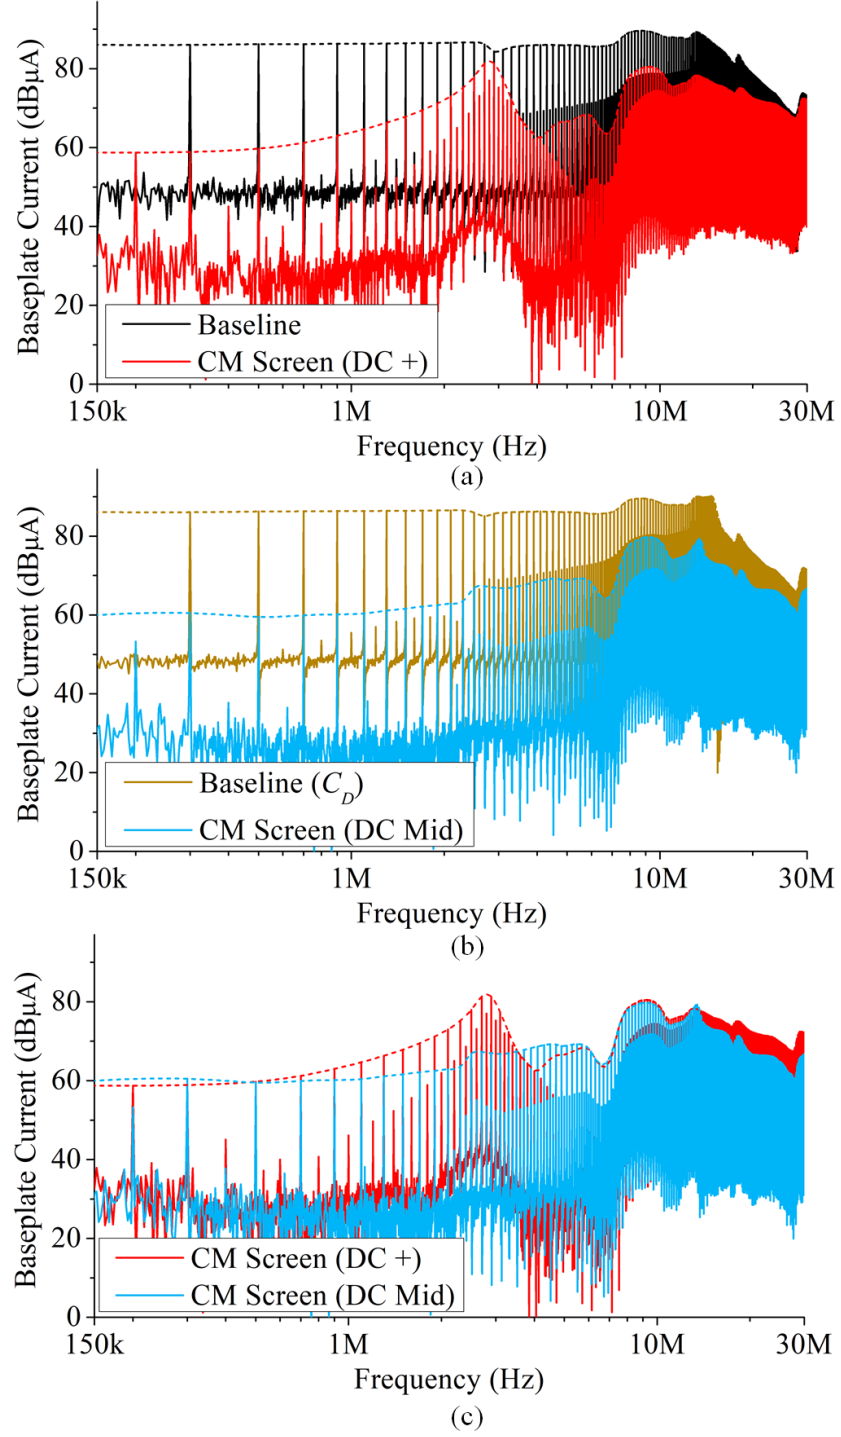 Baseplate Current (dBμA)
80
60
40
20
0
Baseline
CM Screen (DC +)
150k
1M
10M
30M
Frequency (Hz)
(a)
Baseplate Current (dBμA)
80
60
40
20
0
Baseline (C_D)
CM Screen (DC Mid)
150k
1M
10M
30M
Frequency (Hz)
(b)
Baseplate Current (dBμA)
80
60
40
20
0
CM Screen (DC +)
CM Screen (DC Mid)
150k
1M
10M
30M
Frequency (Hz)
(c)